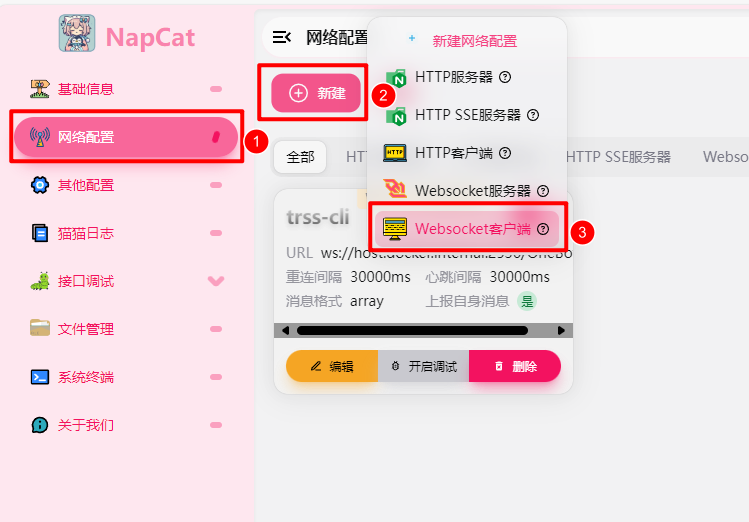 NapCat
基础信息
网络配置
其他配置
猫猫日志
接口调试
文件管理
系统终端
关于我们
1
网络配置
新建
2
新建网络配置
HTTP服务器
HTTP SSE服务器
HTTP客户端
Websocket服务器
Websocket客户端
3
全部
HTTP SSE服务器
trss-cli
URL ws://host.docker.internal:2536/OneBo
重连间隔 30000ms 心跳间隔 30000ms
消息格式 array 上报自身消息 是
编辑
开启调试
删除